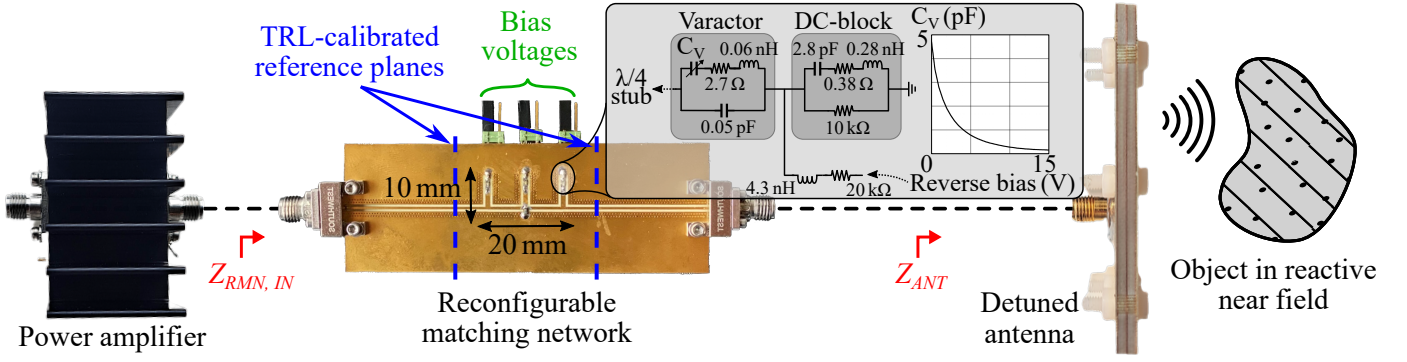 TRL-calibrated
reference planes
Bias
voltages
Varactor
DC-block
C_V (pF)
C_V
0.06 nH
2.7 Ω
0.05 pF
2.8 pF
0.28 nH
0.38 Ω
10 kΩ
λ/4
stub
4.3 nH
20 kΩ
5
0
15
Reverse bias (V)
10 mm
20 mm
SOUTHWEST
SOUTHWEST
Z_RMN, IN
Z_ANT
Power amplifier
Reconfigurable
matching network
Detuned
antenna
Object in reactive
near field